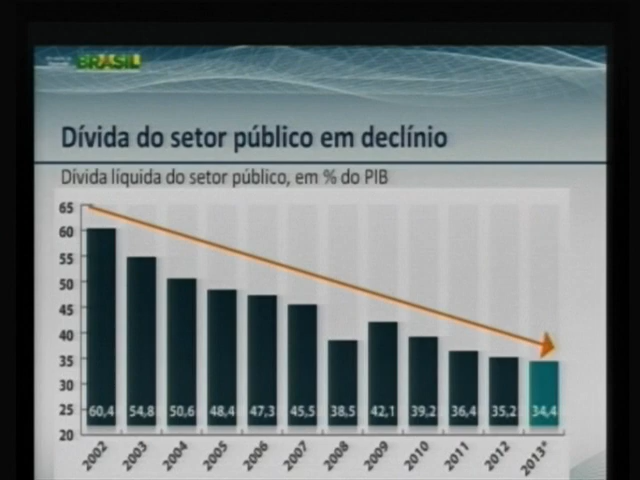 BRASIL
Dívida do setor público em declínio
Dívida líquida do setor público, em % do PIB
65
60
55
50
45
40
35
30
25
20
60,4 54,8 50,6 48,4 47,3 45,5 38,5 42,1 39,2 36,4 35,2 34,4
2002 2003 2004 2005 2006 2007 2008 2009 2010 2011 2012 2013*